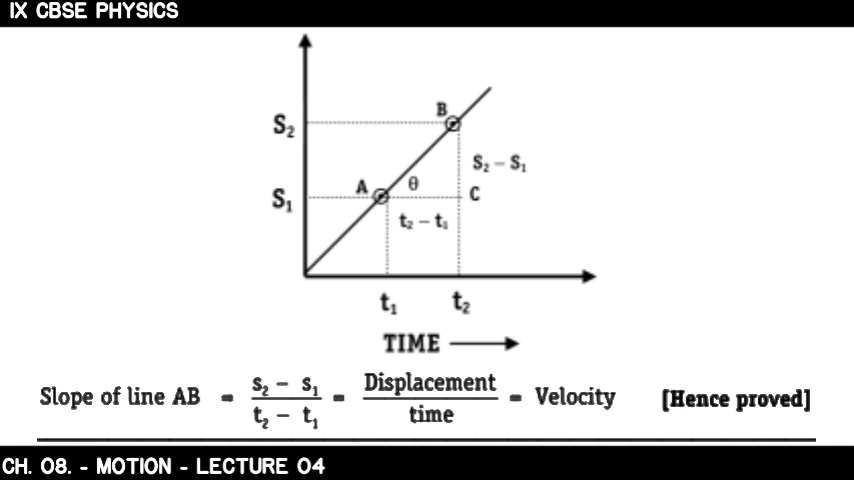 IX CBSE PHYSICS
B
S₂
S₂ – S₁
A
θ
S₁
C
t₂ – t₁
t₁
t₂
TIME
Slope of line AB = s₂ – s₁ / t₂ – t₁ = Displacement / time = Velocity [Hence proved]
CH. 08. - MOTION - LECTURE 04